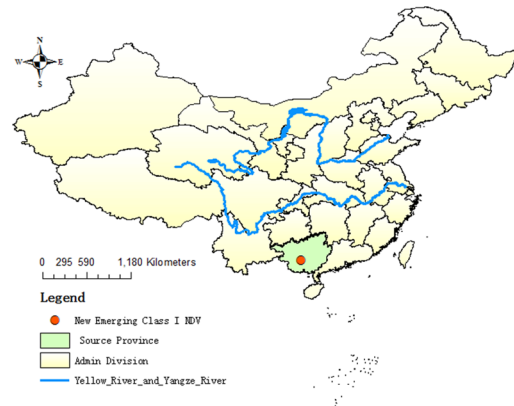 N
W E
S
0 295 590 1,180 Kilometers
Legend
New Emerging Class I NDV
Source Province
Admin Division
Yellow_River_and_Yangze_River